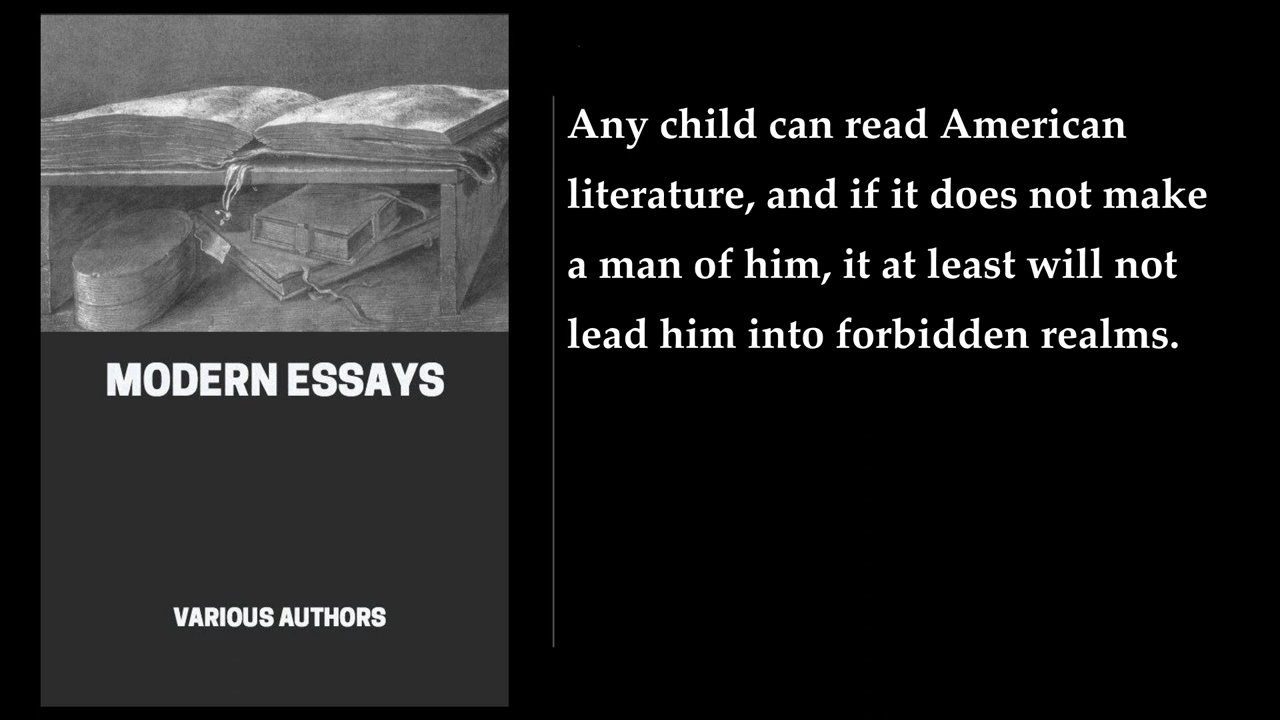 MODERN ESSAYS
VARIOUS AUTHORS
Any child can read American
literature, and if it does not make
a man of him, it at least will not
lead him into forbidden realms.